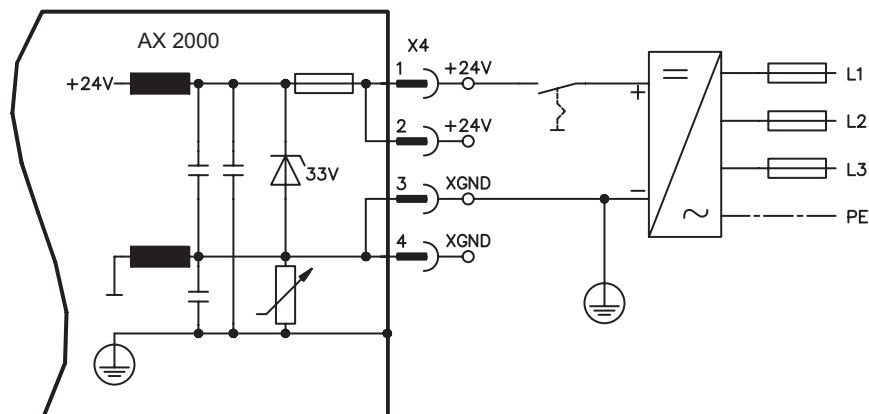 AX 2000
X4
+24V
1
+24V
+
L1
2
+24V
L2
33V
3
XGND
−
L3
4
XGND
PE